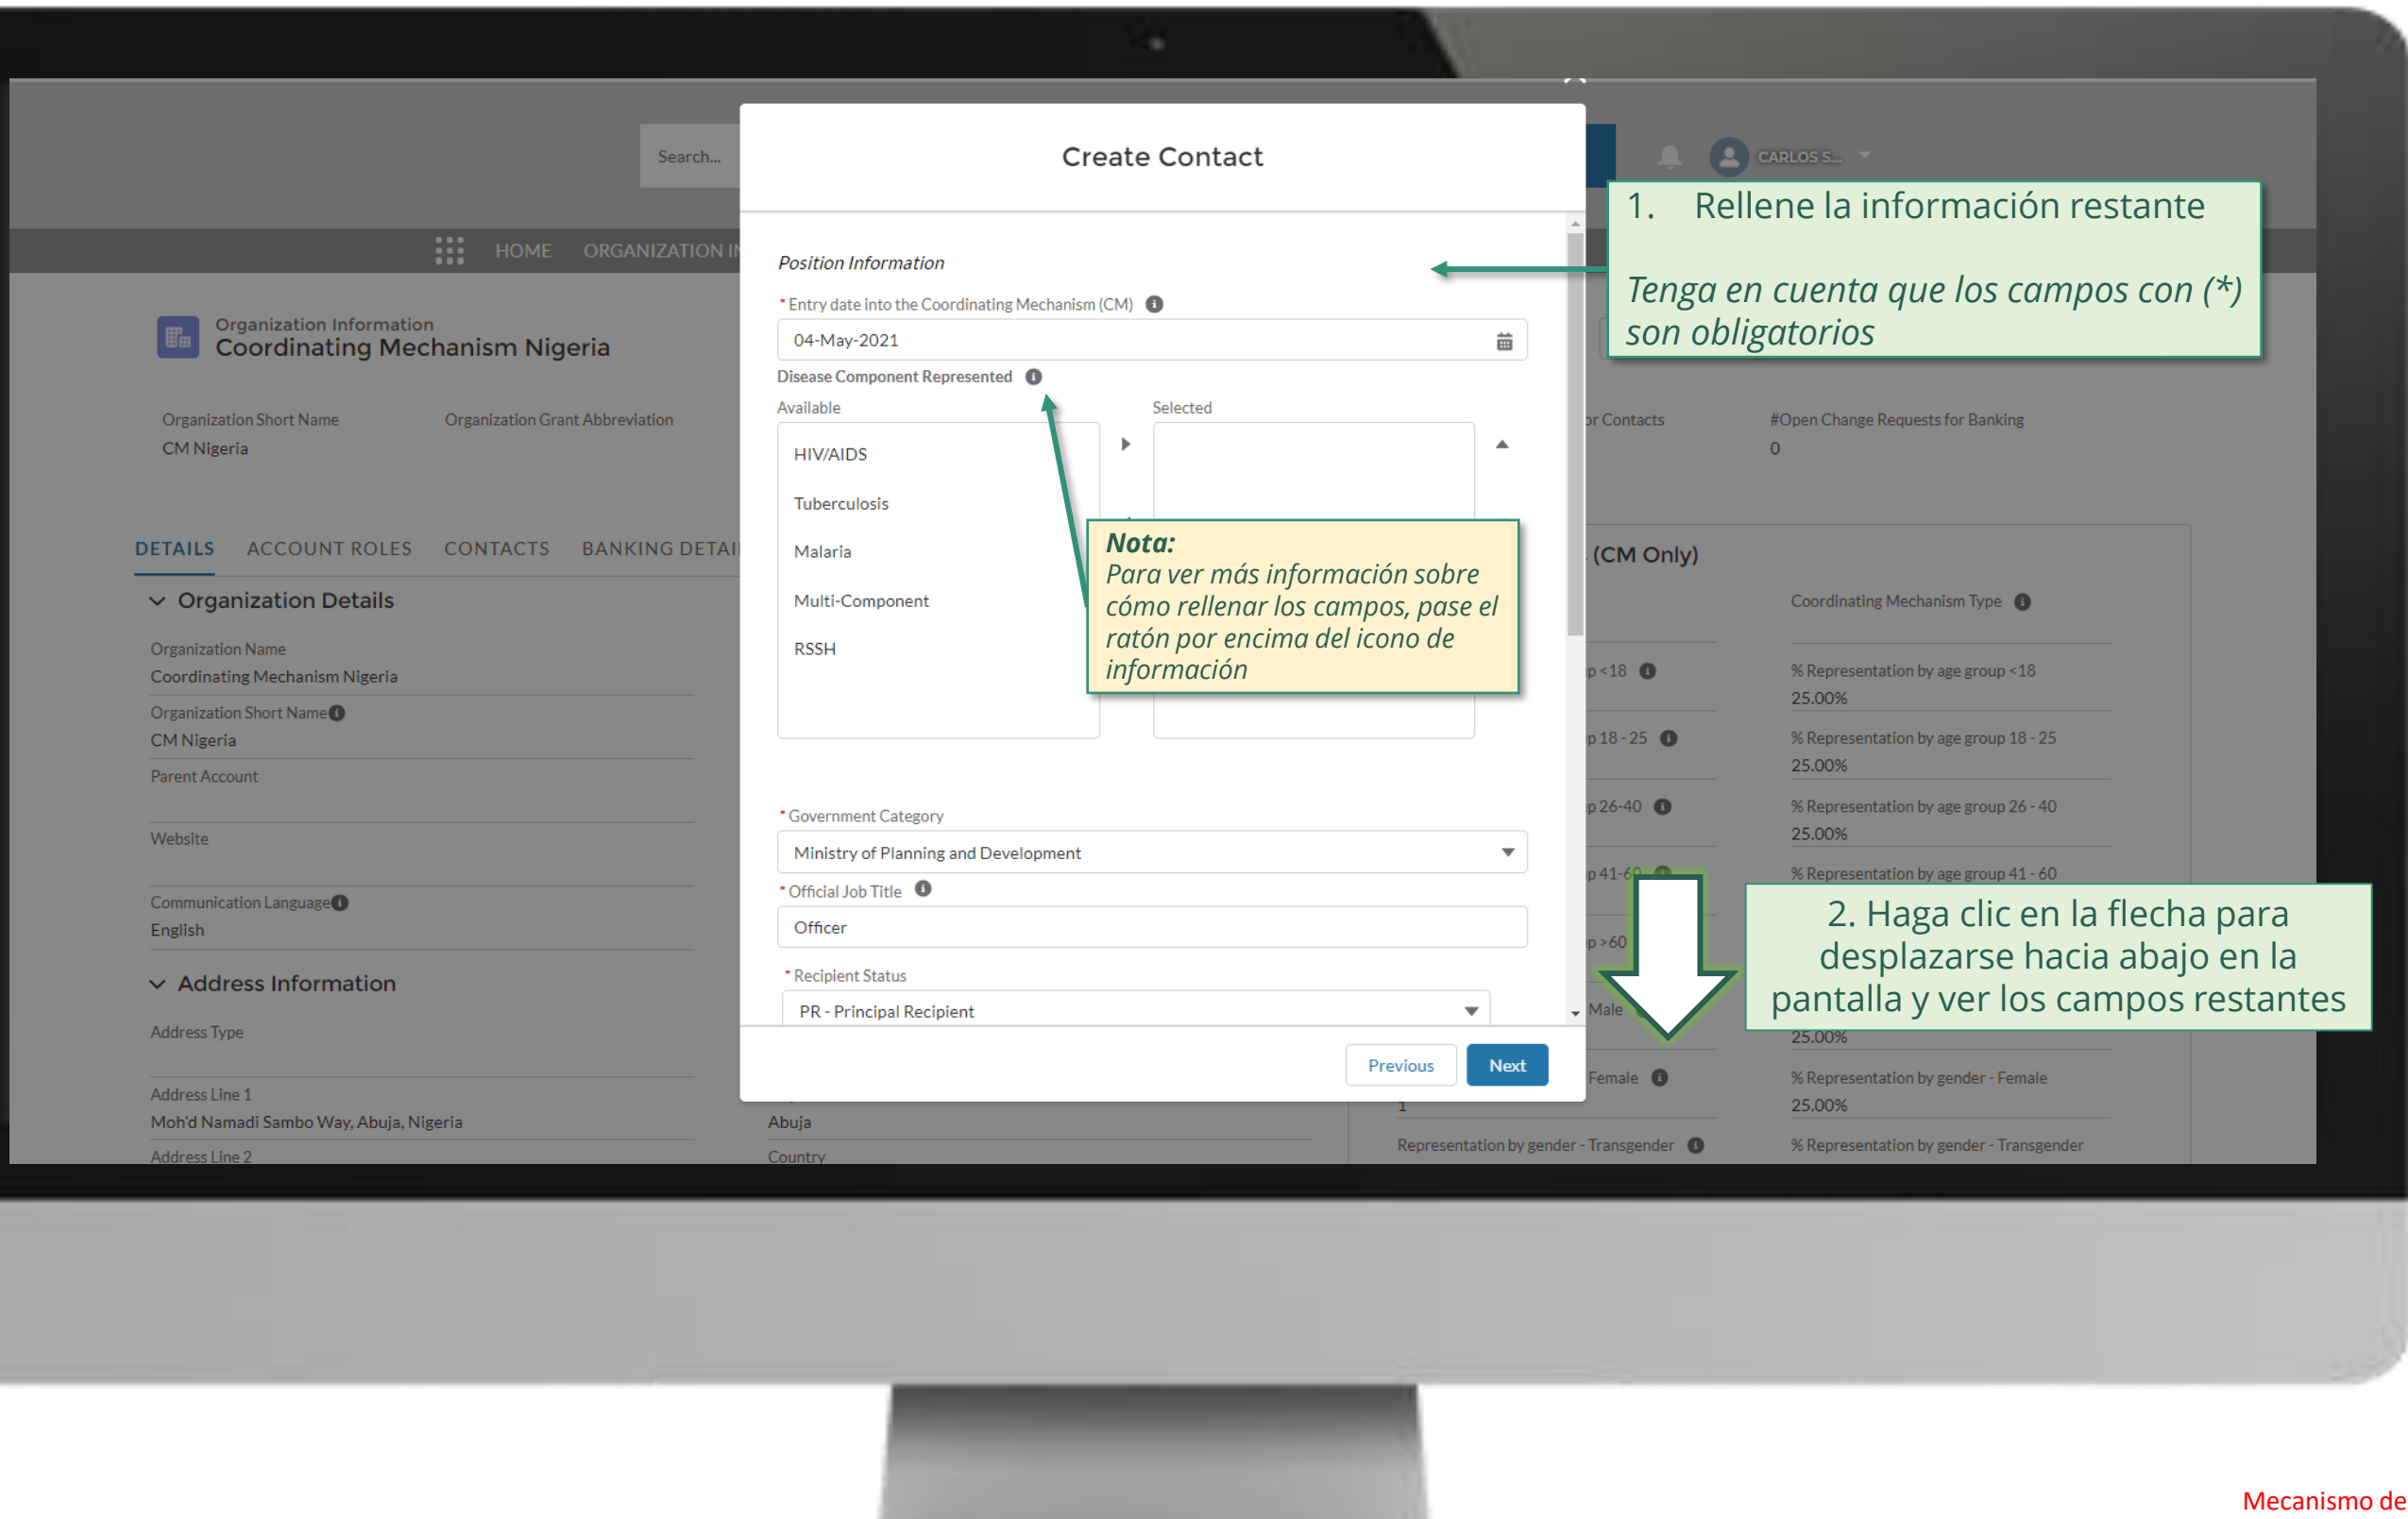 Create Contact
Search...
CARLOS S...
HOME ORGANIZATION IN
1. Rellene la información restante
Tenga en cuenta que los campos con (*)
son obligatorios
Position Information
* Entry date into the Coordinating Mechanism (CM)
04-May-2021
Disease Component Represented
Available
Selected
HIV/AIDS
Tuberculosis
Malaria
Multi-Component
RSSH
Nota:
Para ver más información sobre
cómo rellenar los campos, pase el
ratón por encima del icono de
información
* Government Category
Ministry of Planning and Development
* Official Job Title
Officer
* Recipient Status
PR - Principal Recipient
Previous
Next
Organization Information
Coordinating Mechanism Nigeria
Organization Short Name
CM Nigeria
Organization Grant Abbreviation
or Contacts
#Open Change Requests for Banking
0
DETAILS ACCOUNT ROLES CONTACTS BANKING DETAI
Organization Details
Organization Name
Coordinating Mechanism Nigeria
Organization Short Name
CM Nigeria
Parent Account
Website
Communication Language
English
Address Information
Address Type
Address Line 1
Moh'd Namadi Sambo Way, Abuja, Nigeria
Address Line 2
Abuja
Country
(CM Only)
Coordinating Mechanism Type
p <18
% Representation by age group <18
25.00%
p 18 - 25
% Representation by age group 18 - 25
25.00%
p 26-40
% Representation by age group 26 - 40
25.00%
p 41-60
% Representation by age group 41 - 60
p >60
2. Haga clic en la flecha para
desplazarse hacia abajo en la
pantalla y ver los campos restantes
Male
25.00%
Female
1
% Representation by gender - Female
25.00%
Representation by gender - Transgender
% Representation by gender - Transgender
Mecanismo de